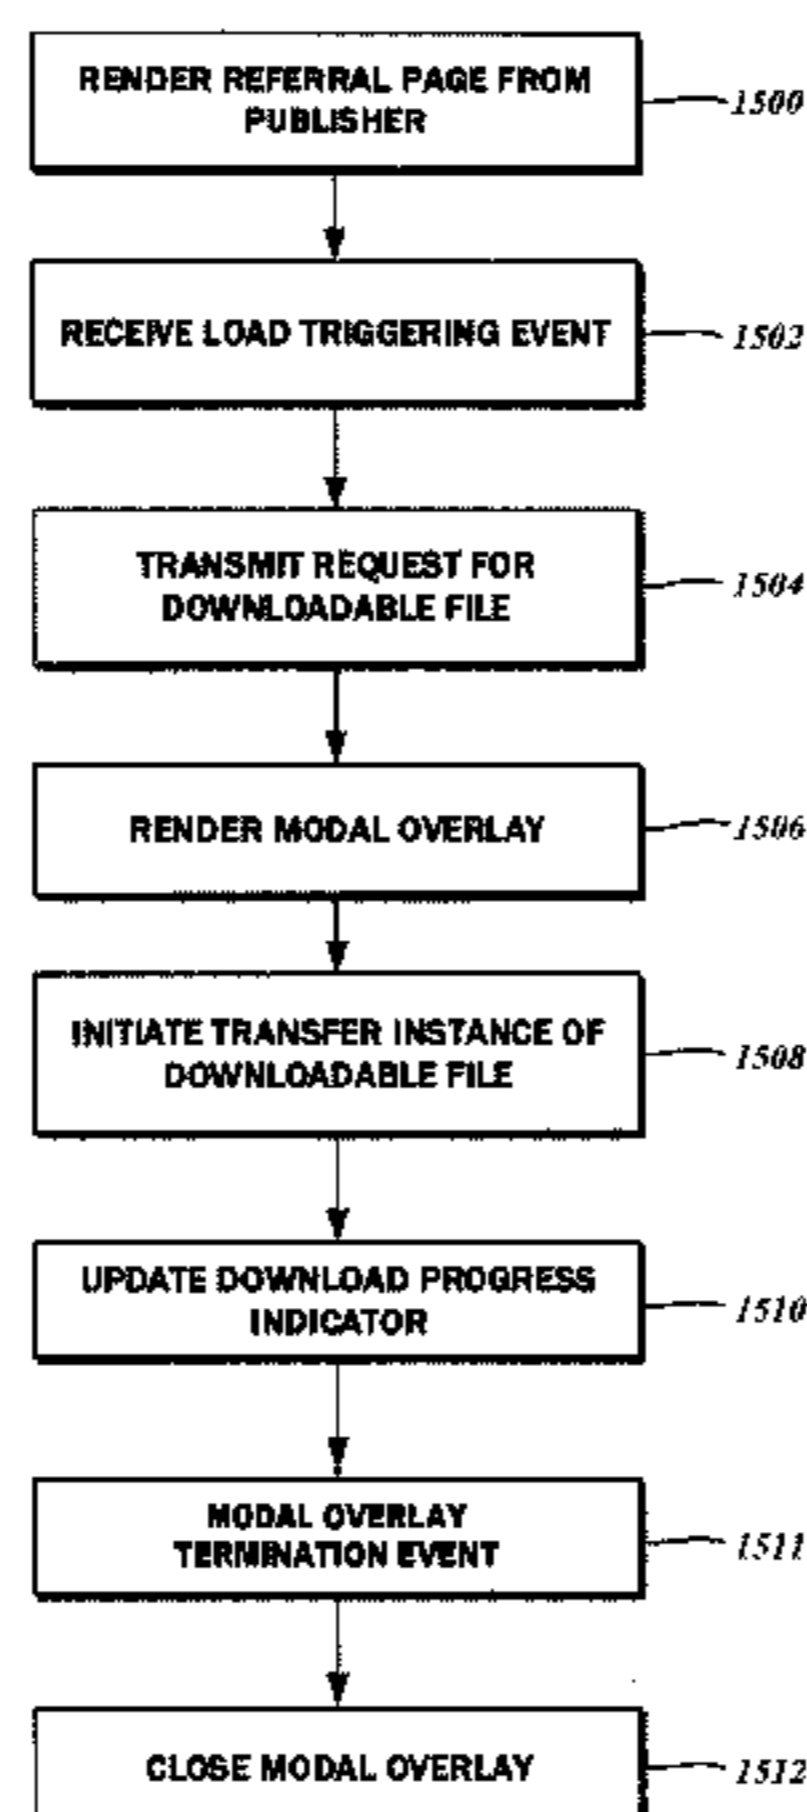 RENDER REFERRAL PAGE FROM
PUBLISHER
1500
RECEIVE LOAD TRIGGERING EVENT
1502
TRANSMIT REQUEST FOR
DOWNLOADABLE FILE
1504
RENDER MODAL OVERLAY
1506
INITIATE TRANSFER INSTANCE OF
DOWNLOADABLE FILE
1508
UPDATE DOWNLOAD PROGRESS
INDICATOR
1510
MODAL OVERLAY
TERMINATION EVENT
1511
CLOSE MODAL OVERLAY
1512